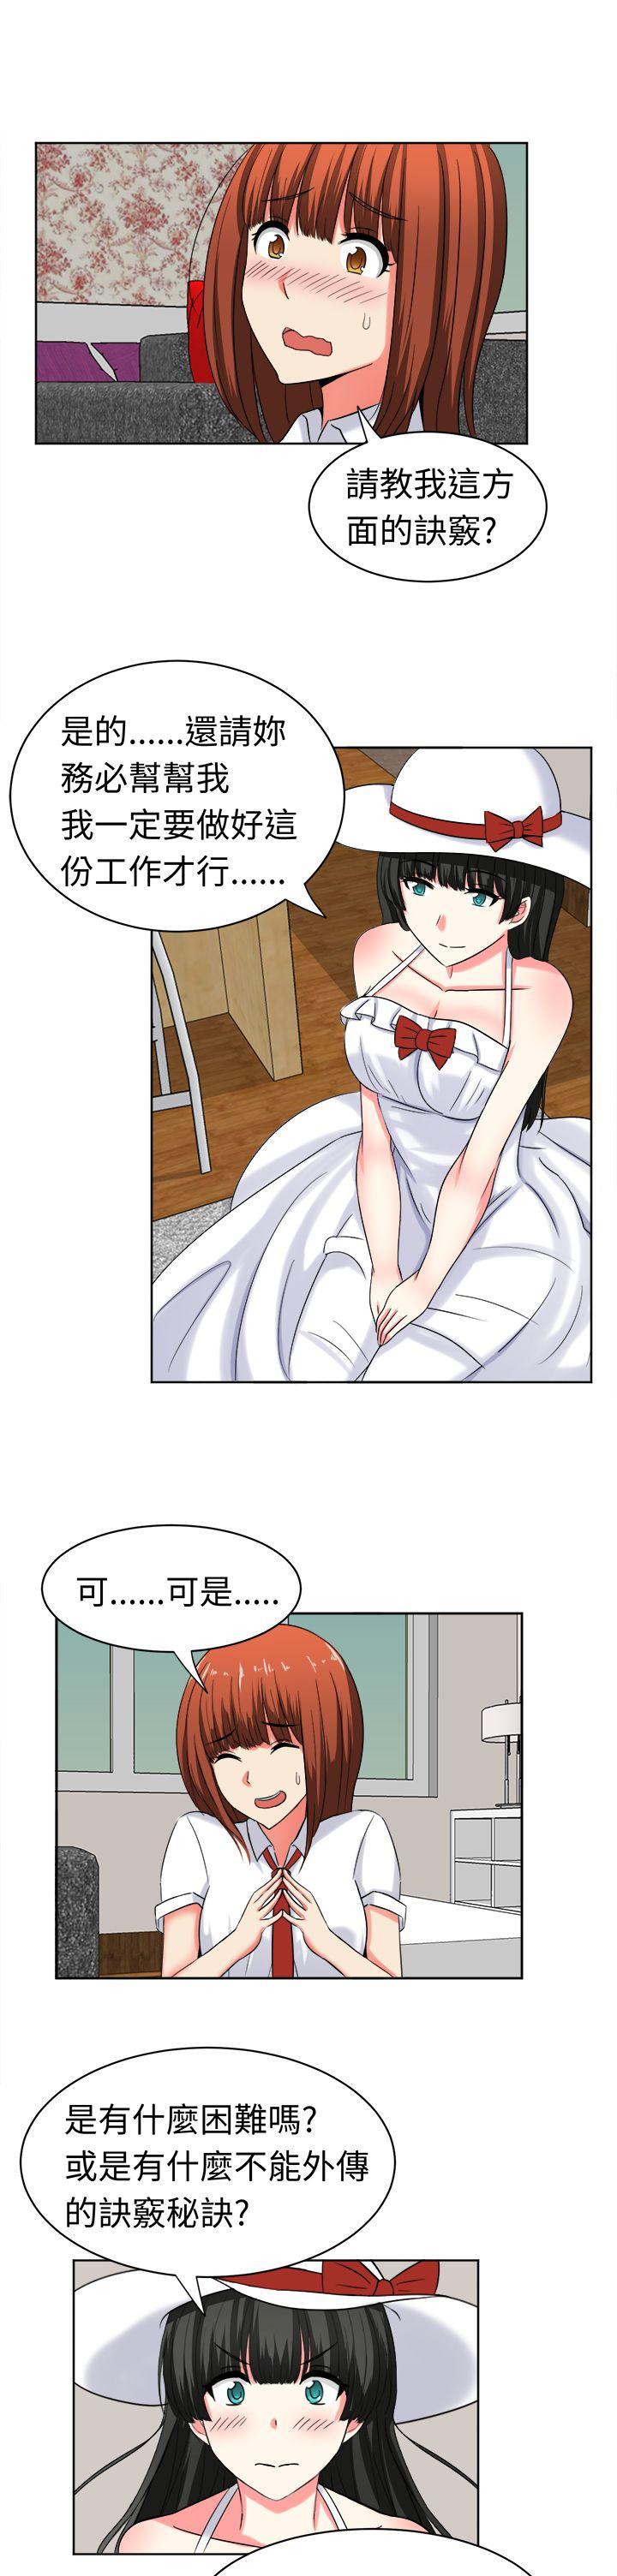 請教我這方
面的訣竅?
是的......還請妳
務必幫幫我
我一定要做好這
份工作才行......
可......可是.....
是有什麼困難嗎?
或是有什麼不能外傳
的訣竅秘訣?